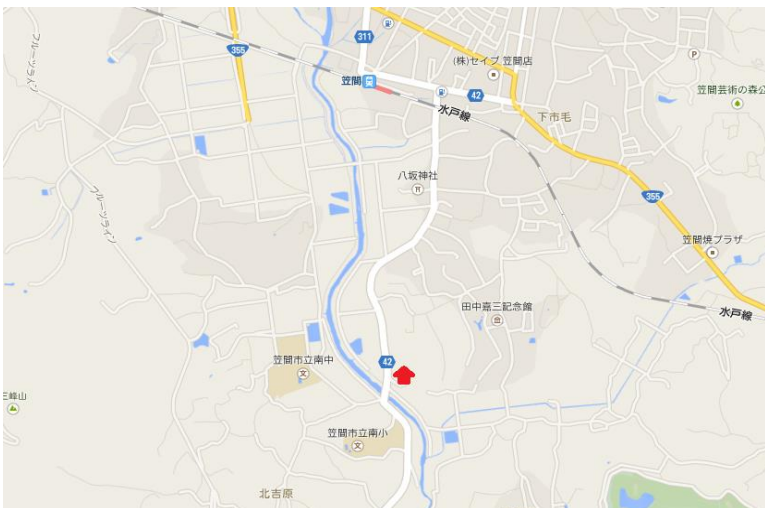 フルーツライン
355
311
(株)セイブ 笠間店
P
笠間
42
水戸線
下市毛
笠間芸術の森公
八坂神社
フルーツライン
355
笠間焼プラザ
田中嘉三記念館
水戸線
42
笠間市立南中
文
三峰山
笠間市立南小
文
北吉原